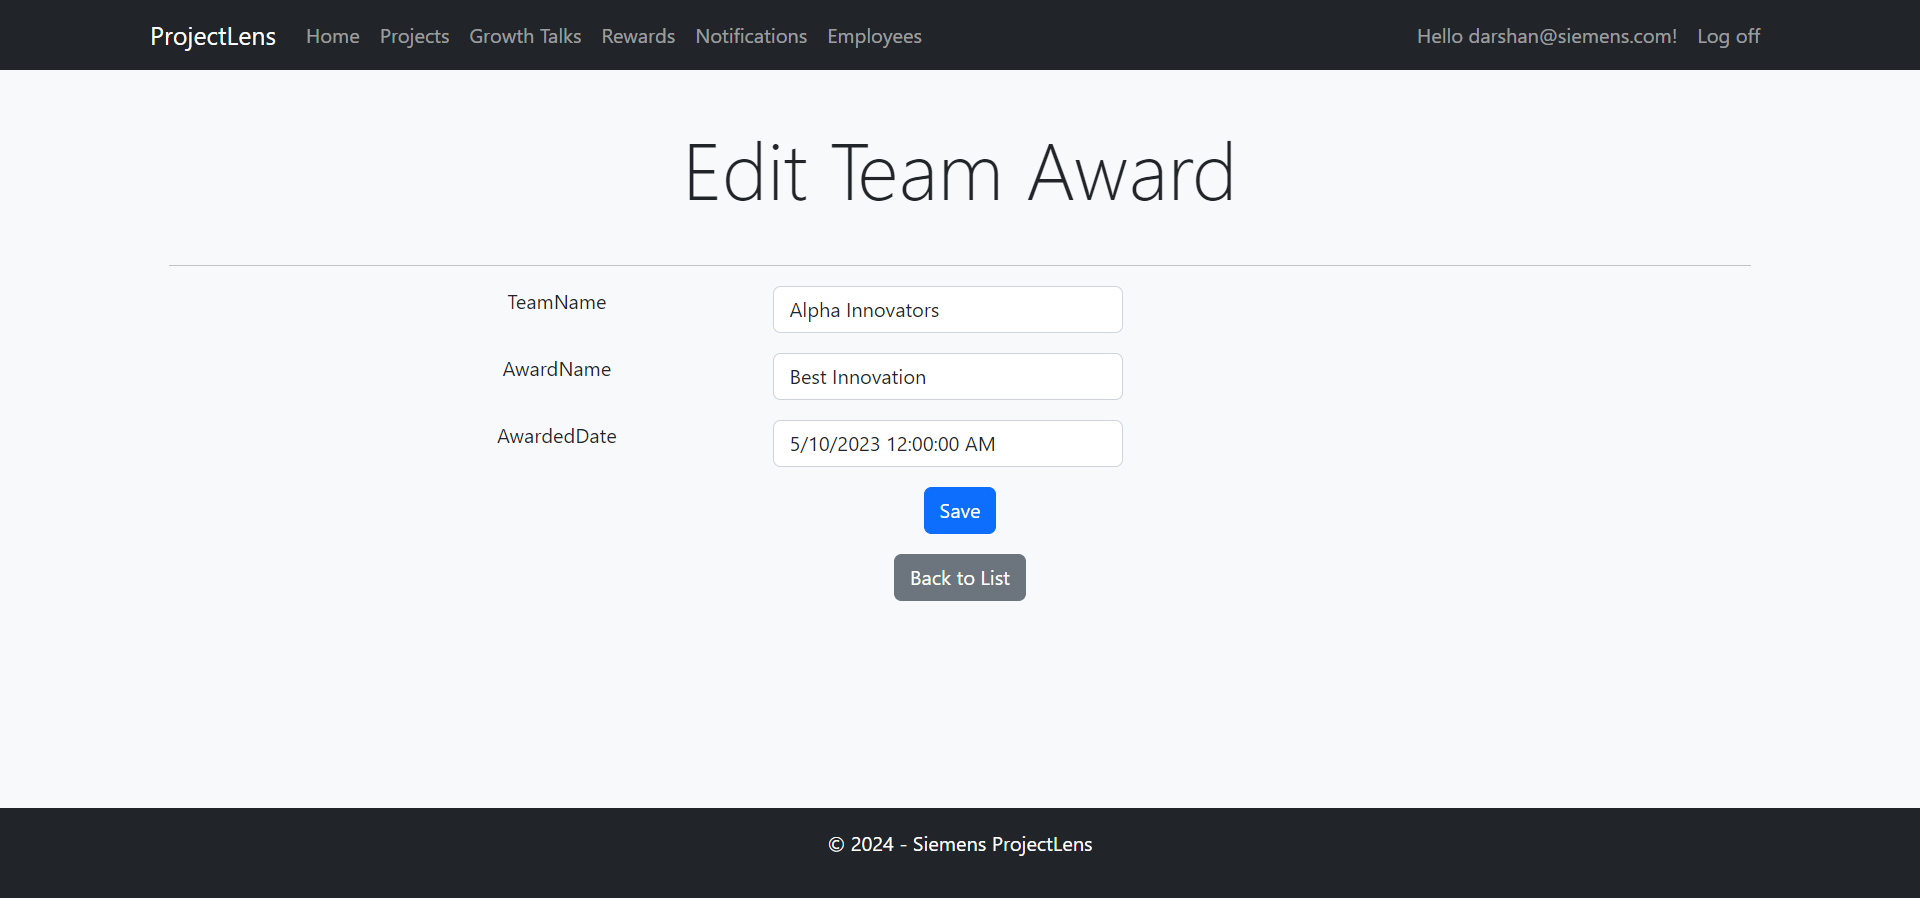 ProjectLens Home Projects Growth Talks Rewards Notifications Employees Hello darshan@siemens.com! Log off
Edit Team Award
TeamName Alpha Innovators
AwardName Best Innovation
AwardedDate 5/10/2023 12:00:00 AM
Save
Back to List
© 2024 - Siemens ProjectLens